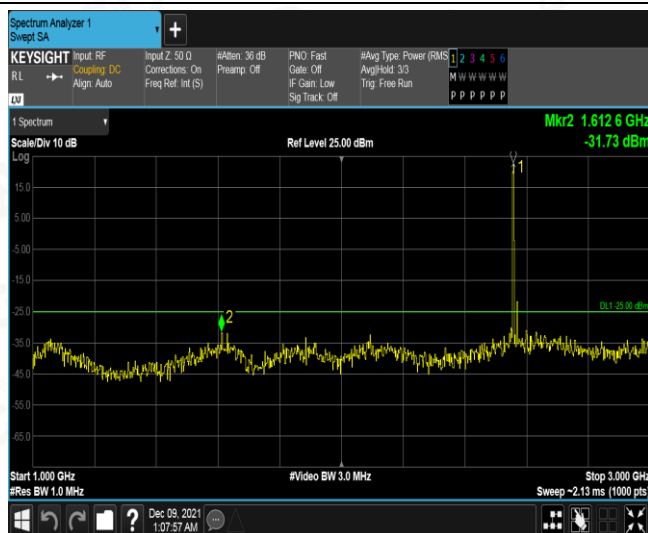 Spectrum Analyzer 1
Swept SA
KEYSIGHT
RL
LXI
Input: RF
Coupling: DC
Align: Auto
Input Z: 50 Ω
Corrections: On
Freq Ref: Int (S)
#Atten: 36 dB
Preamp: Off
PNO: Fast
Gate: Off
IF Gain: Low
Sig Track: Off
#Avg Type: Power (RMS
Avg|Hold: 3/3
Trig: Free Run
1 2 3 4 5 6
M W W W W W
P P P P P P
1 Spectrum
Scale/Div 10 dB
Ref Level 25.00 dBm
Mkr2 1.612 6 GHz
-31.73 dBm
Log
1
15.0
5.00
-5.00
-15.0
-25.0
DL1 -25.00 dBm
2
-35.0
-45.0
-55.0
-65.0
Start 1.000 GHz
#Res BW 1.0 MHz
#Video BW 3.0 MHz
Stop 3.000 GHz
Sweep ~2.13 ms (1000 pts)
?
Dec 09, 2021
1:07:57 AM